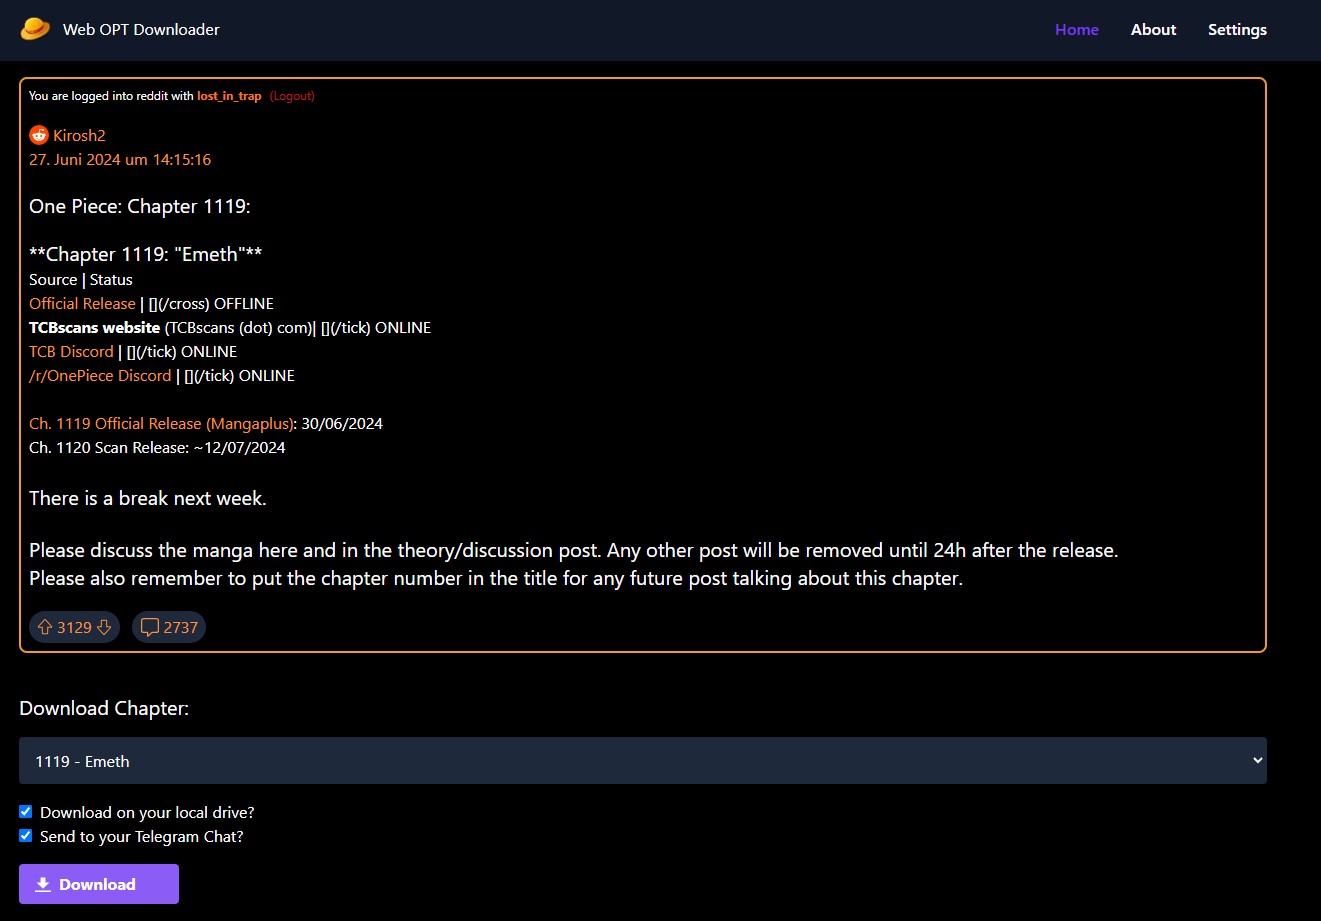 Web OPT Downloader
Home About Settings
You are logged into reddit with lost_in_trap (Logout)
Kirosh2
27. Juni 2024 um 14:15:16
One Piece: Chapter 1119:
**Chapter 1119: "Emeth"**
Source | Status
Official Release | [](/cross) OFFLINE
TCBscans website (TCBscans (dot) com)| [](/tick) ONLINE
TCB Discord | [](/tick) ONLINE
/r/OnePiece Discord | [](/tick) ONLINE
Ch. 1119 Official Release (Mangaplus): 30/06/2024
Ch. 1120 Scan Release: ~12/07/2024
There is a break next week.
Please discuss the manga here and in the theory/discussion post. Any other post will be removed until 24h after the release.
Please also remember to put the chapter number in the title for any future post talking about this chapter.
3129 2737
Download Chapter:
1119 - Emeth
Download on your local drive?
Send to your Telegram Chat?
Download